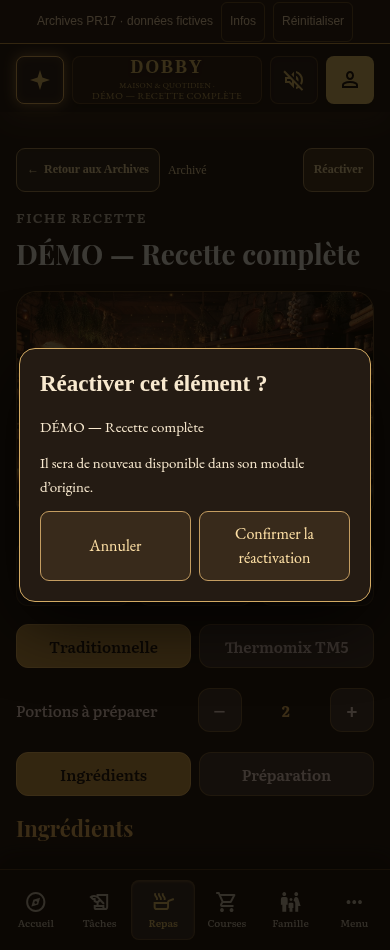 Archives PR17 · données fictives
Infos
Réinitialiser
DOBBY
MAISON & QUOTIDIEN
DÉMO — RECETTE COMPLÈTE
← Retour aux Archives
Archivé
Réactiver
FICHE RECETTE
DÉMO — Recette complète
Réactiver cet élément ?
DÉMO — Recette complète
Il sera de nouveau disponible dans son module
d'origine.
Annuler
Confirmer la
réactivation
Traditionnelle
Thermomix TM5
Portions à préparer
−
2
+
Ingrédients
Préparation
Ingrédients
Accueil
Tâches
Repas
Courses
Famille
Menu